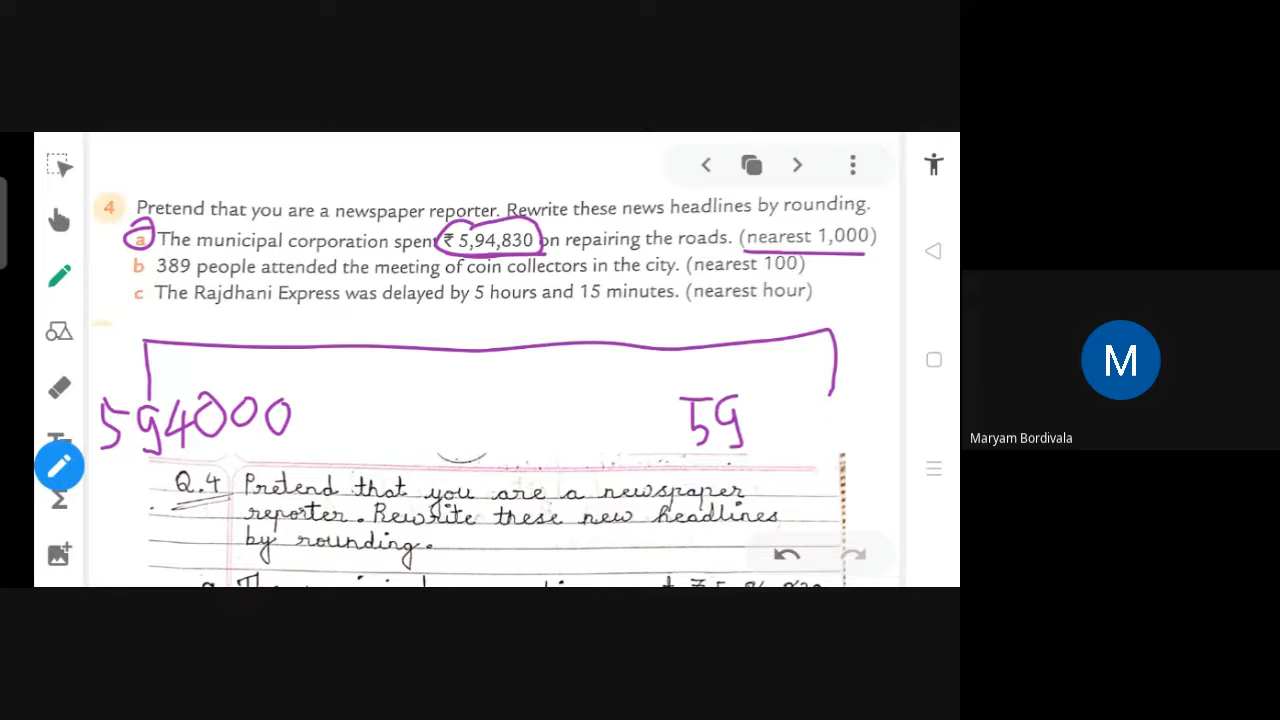 4 Pretend that you are a newspaper reporter. Rewrite these news headlines by rounding.
a The municipal corporation spent ₹ 5,94,830 on repairing the roads. (nearest 1,000)
b 389 people attended the meeting of coin collectors in the city. (nearest 100)
c The Rajdhani Express was delayed by 5 hours and 15 minutes. (nearest hour)
594000 59
Q.4 Pretend that you are a newspaper
reporter. Rewrite these new headlines
by rounding.
M
Maryam Bordivala